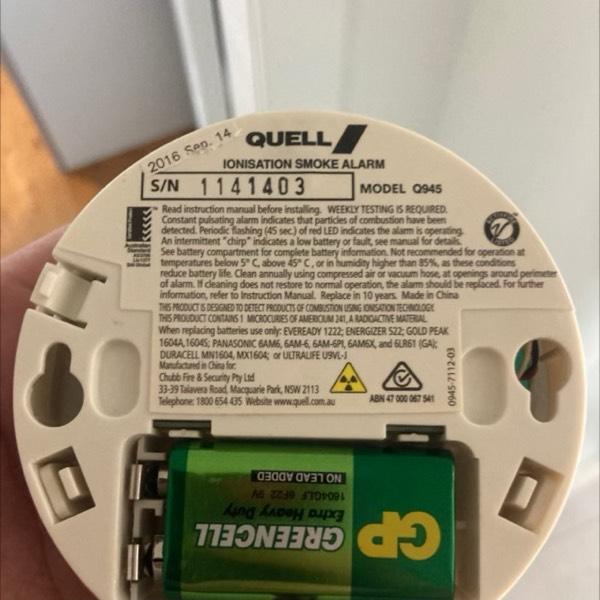 2016 Sep. 14
QUELL
IONISATION SMOKE ALARM
S/N 1141403
MODEL Q945
Read instruction manual before installing. WEEKLY TESTING IS REQUIRED.
Constant pulsating alarm indicates that particles of combustion have been
detected. Periodic flashing (45 sec.) of red LED indicates the alarm is operating.
An intermittent "chirp" indicates a low battery or fault, see manual for details.
See battery compartment for complete battery information. Not recommended for operation at
temperatures below 5° C, above 45° C, or in humidity higher than 85%, as these conditions
reduce battery life. Clean annually using compressed air or vacuum hose, at openings around perimeter
of alarm. If cleaning does not restore to normal operation, the alarm should be replaced. For further
information, refer to Instruction Manual. Replace in 10 years. Made in China
THIS PRODUCT IS DESIGNED TO DETECT PRODUCTS OF COMBUSTION USING IONISATION TECHNOLOGY.
THIS PRODUCT CONTAINS 1 MICROCURIES OF AMERICIUM 241, A RADIOACTIVE MATERIAL.
When replacing batteries use only: EVEREADY 1222; ENERGIZER 522; GOLD PEAK
1604A,1604S; PANASONIC 6AM6, 6AM-6, 6AM-6PI, 6AM6X, and 6LR61 (GA);
DURACELL MN1604, MX1604; or ULTRALIFE U9VL-J
Manufactured in China for:
Chubb Fire & Security Pty Ltd
33-39 Talavera Road, Macquarie Park, NSW 2113
Telephone: 1800 654 435 Website www.quell.com.au
ABN 47 000 067 541
0945-7112-03
Australian
Standard
GP
GREENCELL
Extra Heavy Duty
1604GLF 6F22 9V
NO LEAD ADDED